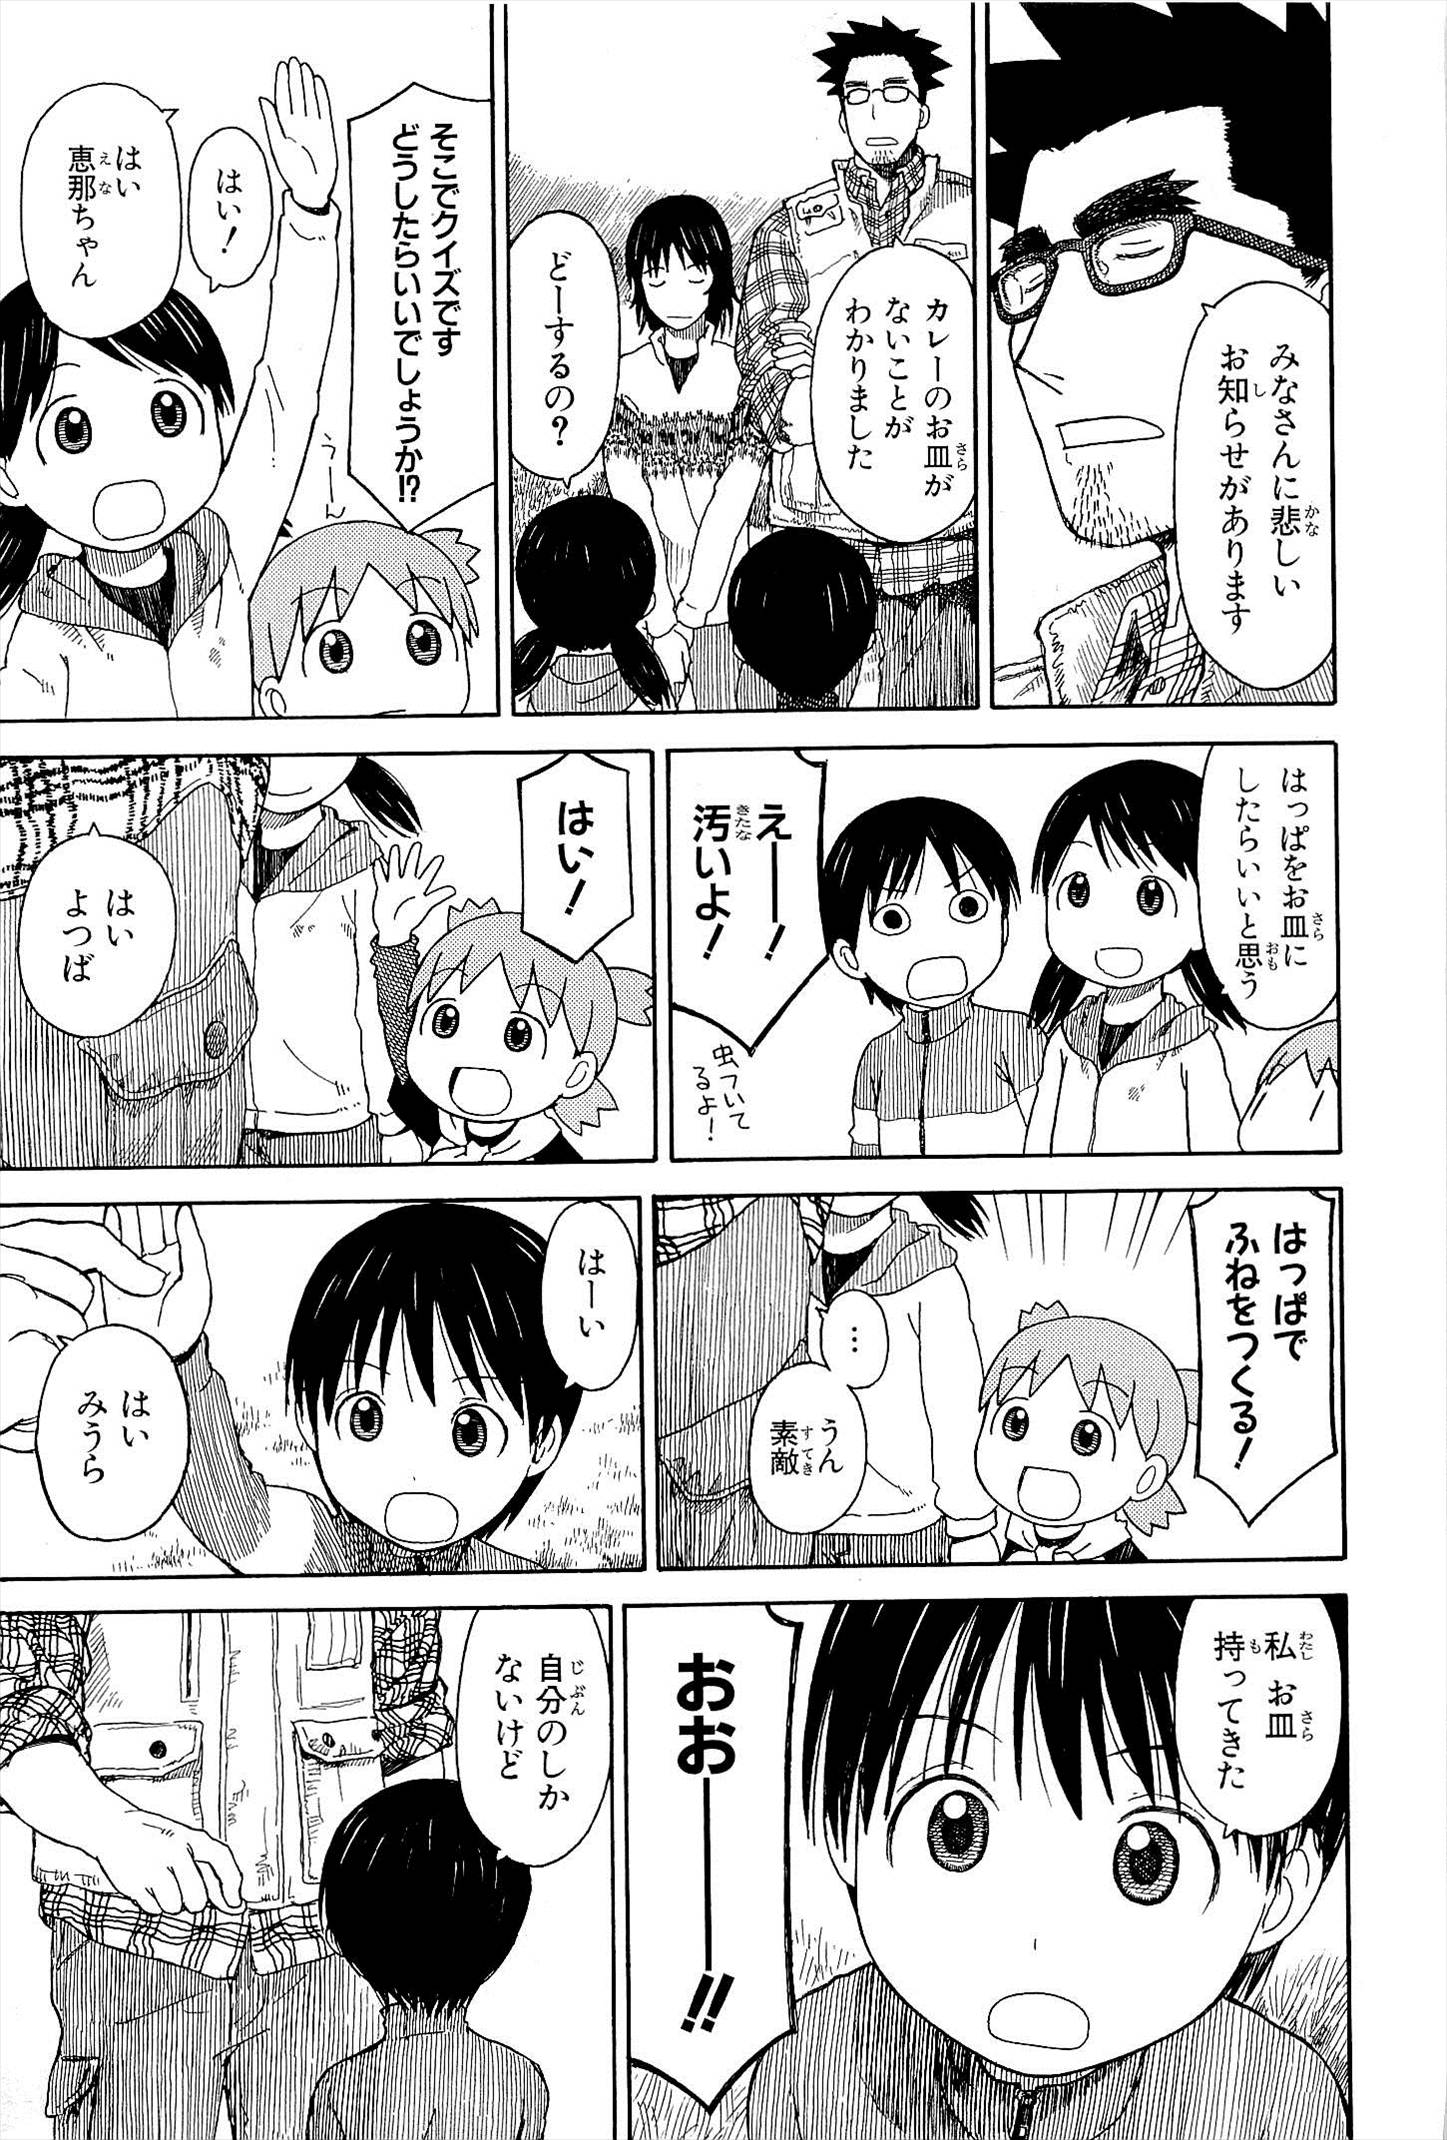 みなさんに悲しい
お知らせがあります
カレーのお皿が
ないことが
わかりました
どーするの？
そこでクイズです
どうしたらいいでしょうか!?
うーん
はい！
はい
恵那ちゃん
はっぱをお皿に
したらいいと思う
えーー！
汚いよ！
虫ついて
るよ！
はい！
はい
よつば
はっぱで
ふねをつくる！
…
うん
素敵
はーい
はい
みうら
私 お皿
持ってきた
おおーーー!!
自分のしか
ないけど